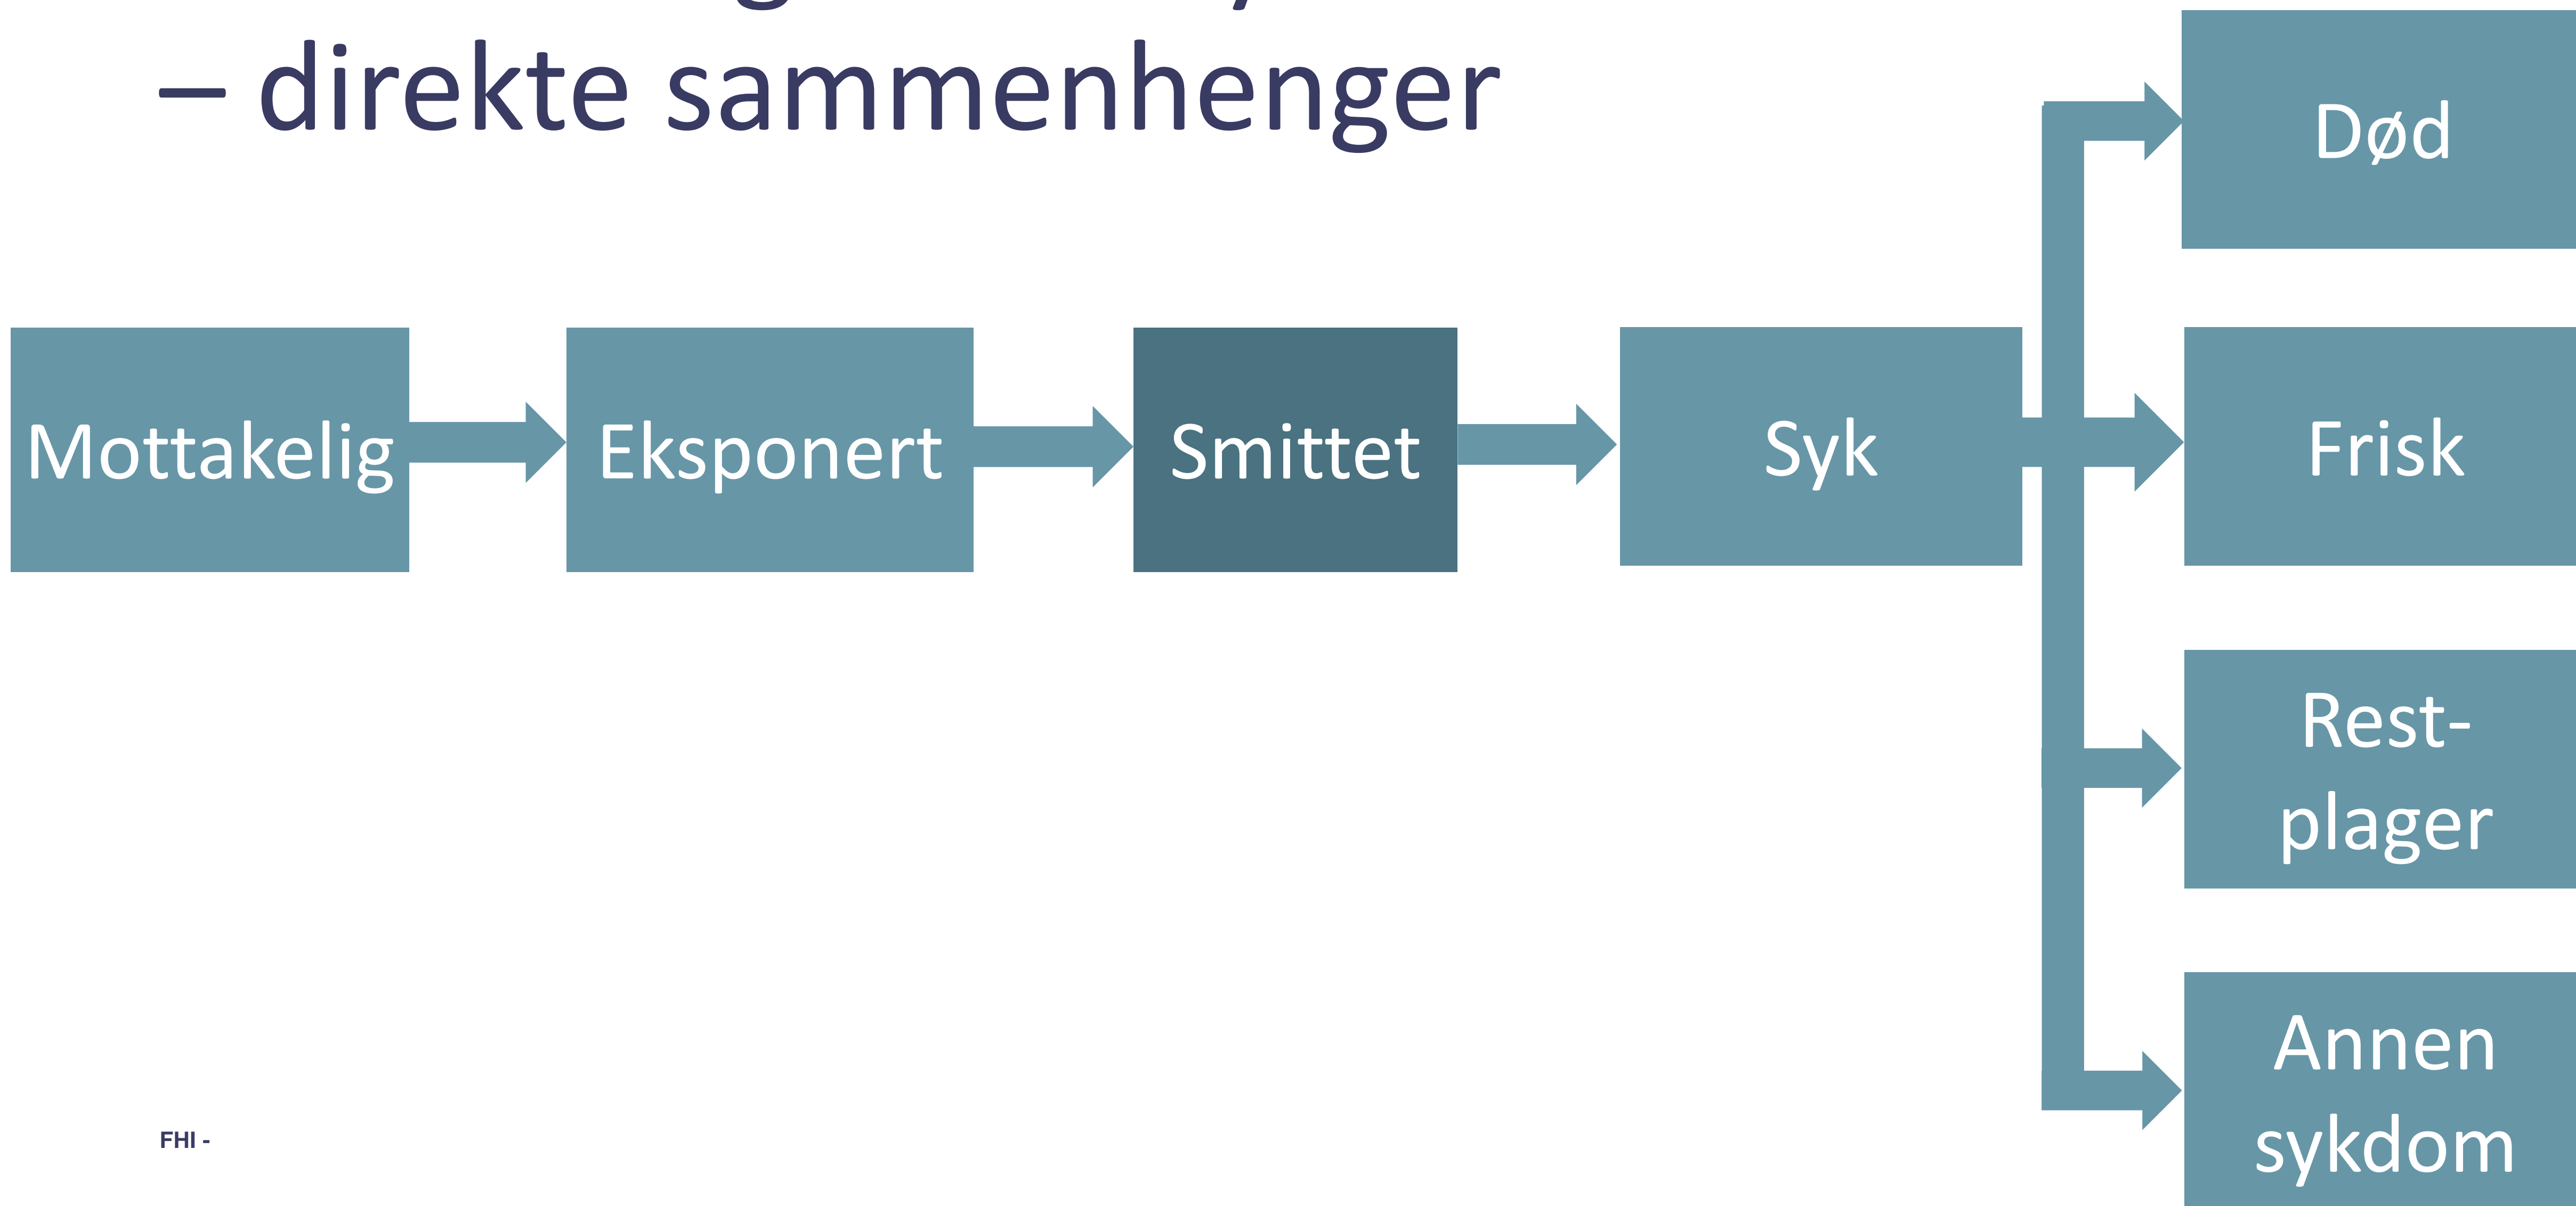 – direkte sammenhenger
Død
Mottakelig
Eksponert
Smittet
Syk
Frisk
Rest-
plager
Annen
sykdom
FHI -